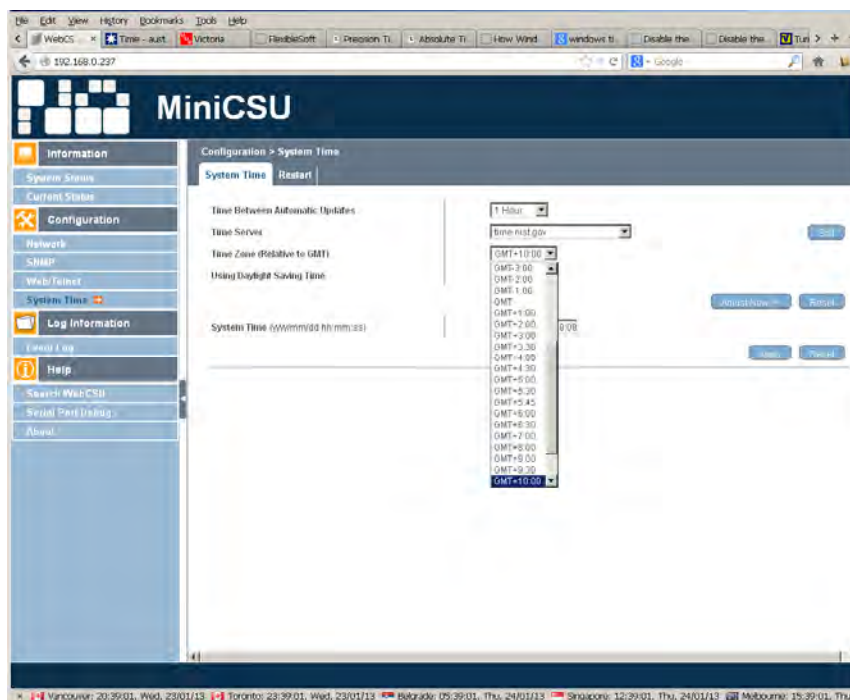 File Edit View History Bookmarks Tools Help
WebCS Time - aust Victoria FlexibleSoft Precision Ti Absolute Ti How Wind windows ti Disable the Disable the Tur
192.168.0.237 Google
MiniCSU
Information
System Status
Current Status
Configuration
Network
SNMP
Web/Telnet
System Time
Log Information
Event Log
Help
Search WebCSU
Serial Port Debug
About
Configuration > System Time
System Time Restart
Time Between Automatic Updates 1 Hour
Time Server time.nist.gov Edit
Time Zone (Relative to GMT) GMT+10:00
Using Daylight Saving Time
GMT-3:00
GMT-2:00
GMT-1:00
GMT
GMT+1:00
GMT+2:00
GMT+3:00
GMT+3:30
GMT+4:00
GMT+4:30
GMT+5:00
GMT+5:30
GMT+5:45
GMT+6:00
GMT+6:30
GMT+7:00
GMT+8:00
GMT+9:00
GMT+9:30
GMT+10:00
Adjust Now Reset
System Time (yyyy/mm/dd hh:mm:ss)
Apply
Vancouver: 20:39:01, Wed, 23/01/13 Toronto: 23:39:01, Wed, 23/01/13 Belgrade: 05:39:01, Thu, 24/01/13 Singapore: 12:39:01, Thu, 24/01/13 Melbourne: 15:39:01, Thu